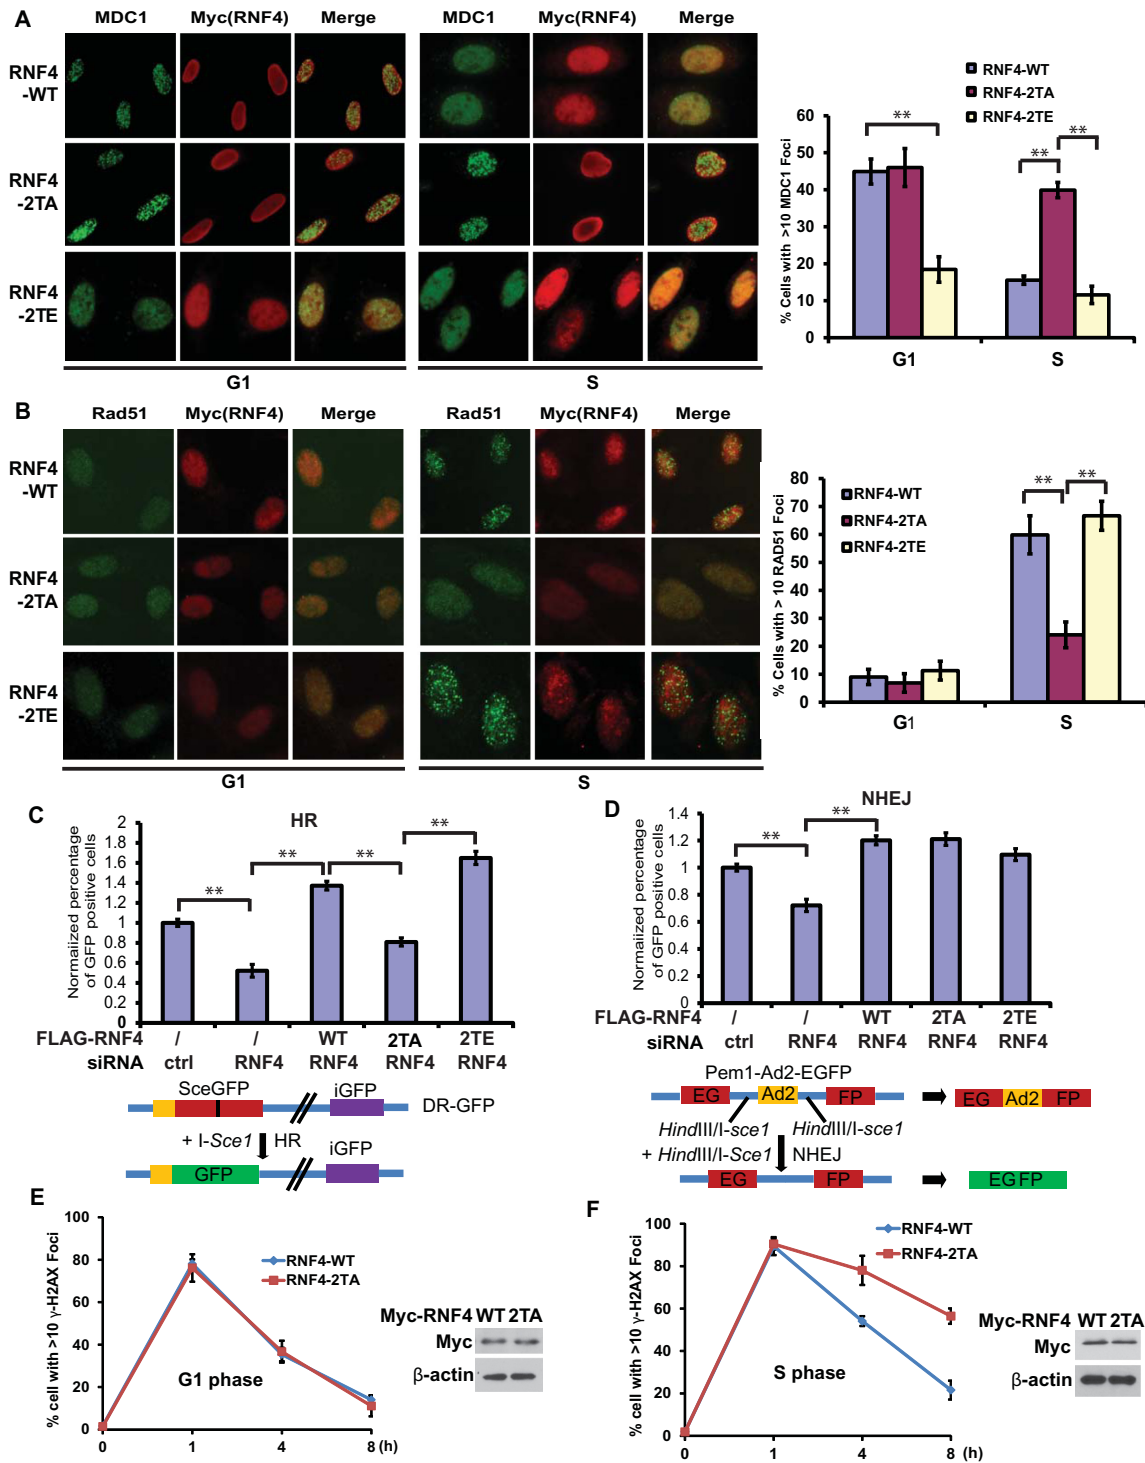 A
MDC1 Myc(RNF4) Merge
MDC1 Myc(RNF4) Merge
RNF4
-WT
RNF4
-2TA
RNF4
-2TE
G1
S
RNF4-WT
RNF4-2TA
RNF4-2TE
% Cells with >10 MDC1 Foci
60
50
40
30
20
10
0
**
**
**
G1
S
B
Rad51 Myc(RNF4) Merge
Rad51 Myc(RNF4) Merge
RNF4
-WT
RNF4
-2TA
RNF4
-2TE
G1
S
% Cells with > 10 RAD51 Foci
80
70
60
50
40
30
20
10
0
RNF4-WT
RNF4-2TA
RNF4-2TE
**
**
G1
S
C
HR
Normalized percentage
of GFP positive cells
2
1.8
1.6
1.4
1.2
1
0.8
0.6
0.4
0.2
0
**
**
**
**
FLAG-RNF4 / / WT 2TA 2TE
siRNA ctrl RNF4 RNF4 RNF4 RNF4
SceGFP
iGFP
DR-GFP
+ I-Sce1 HR
iGFP
GFP
D
NHEJ
Normalized percentage
of GFP positive cells
1.4
1.2
1
0.8
0.6
0.4
0.2
0
**
**
FLAG-RNF4 / / WT 2TA 2TE
siRNA ctrl RNF4 RNF4 RNF4 RNF4
Pem1-Ad2-EGFP
EG Ad2 FP
EG Ad2 FP
HindIII/I-sce1 HindIII/I-sce1
+ HindIII/I-Sce1 NHEJ
EG FP
EGFP
E
% cell with >10 γ-H2AX Foci
100
80
60
40
20
0
RNF4-WT
RNF4-2TA
G1 phase
0 1 4 8 (h)
Myc-RNF4 WT 2TA
Myc
β-actin
F
% cell with >10 γ-H2AX Foci
100
80
60
40
20
0
RNF4-WT
RNF4-2TA
S phase
0 1 4 8 (h)
Myc-RNF4 WT 2TA
Myc
β-actin